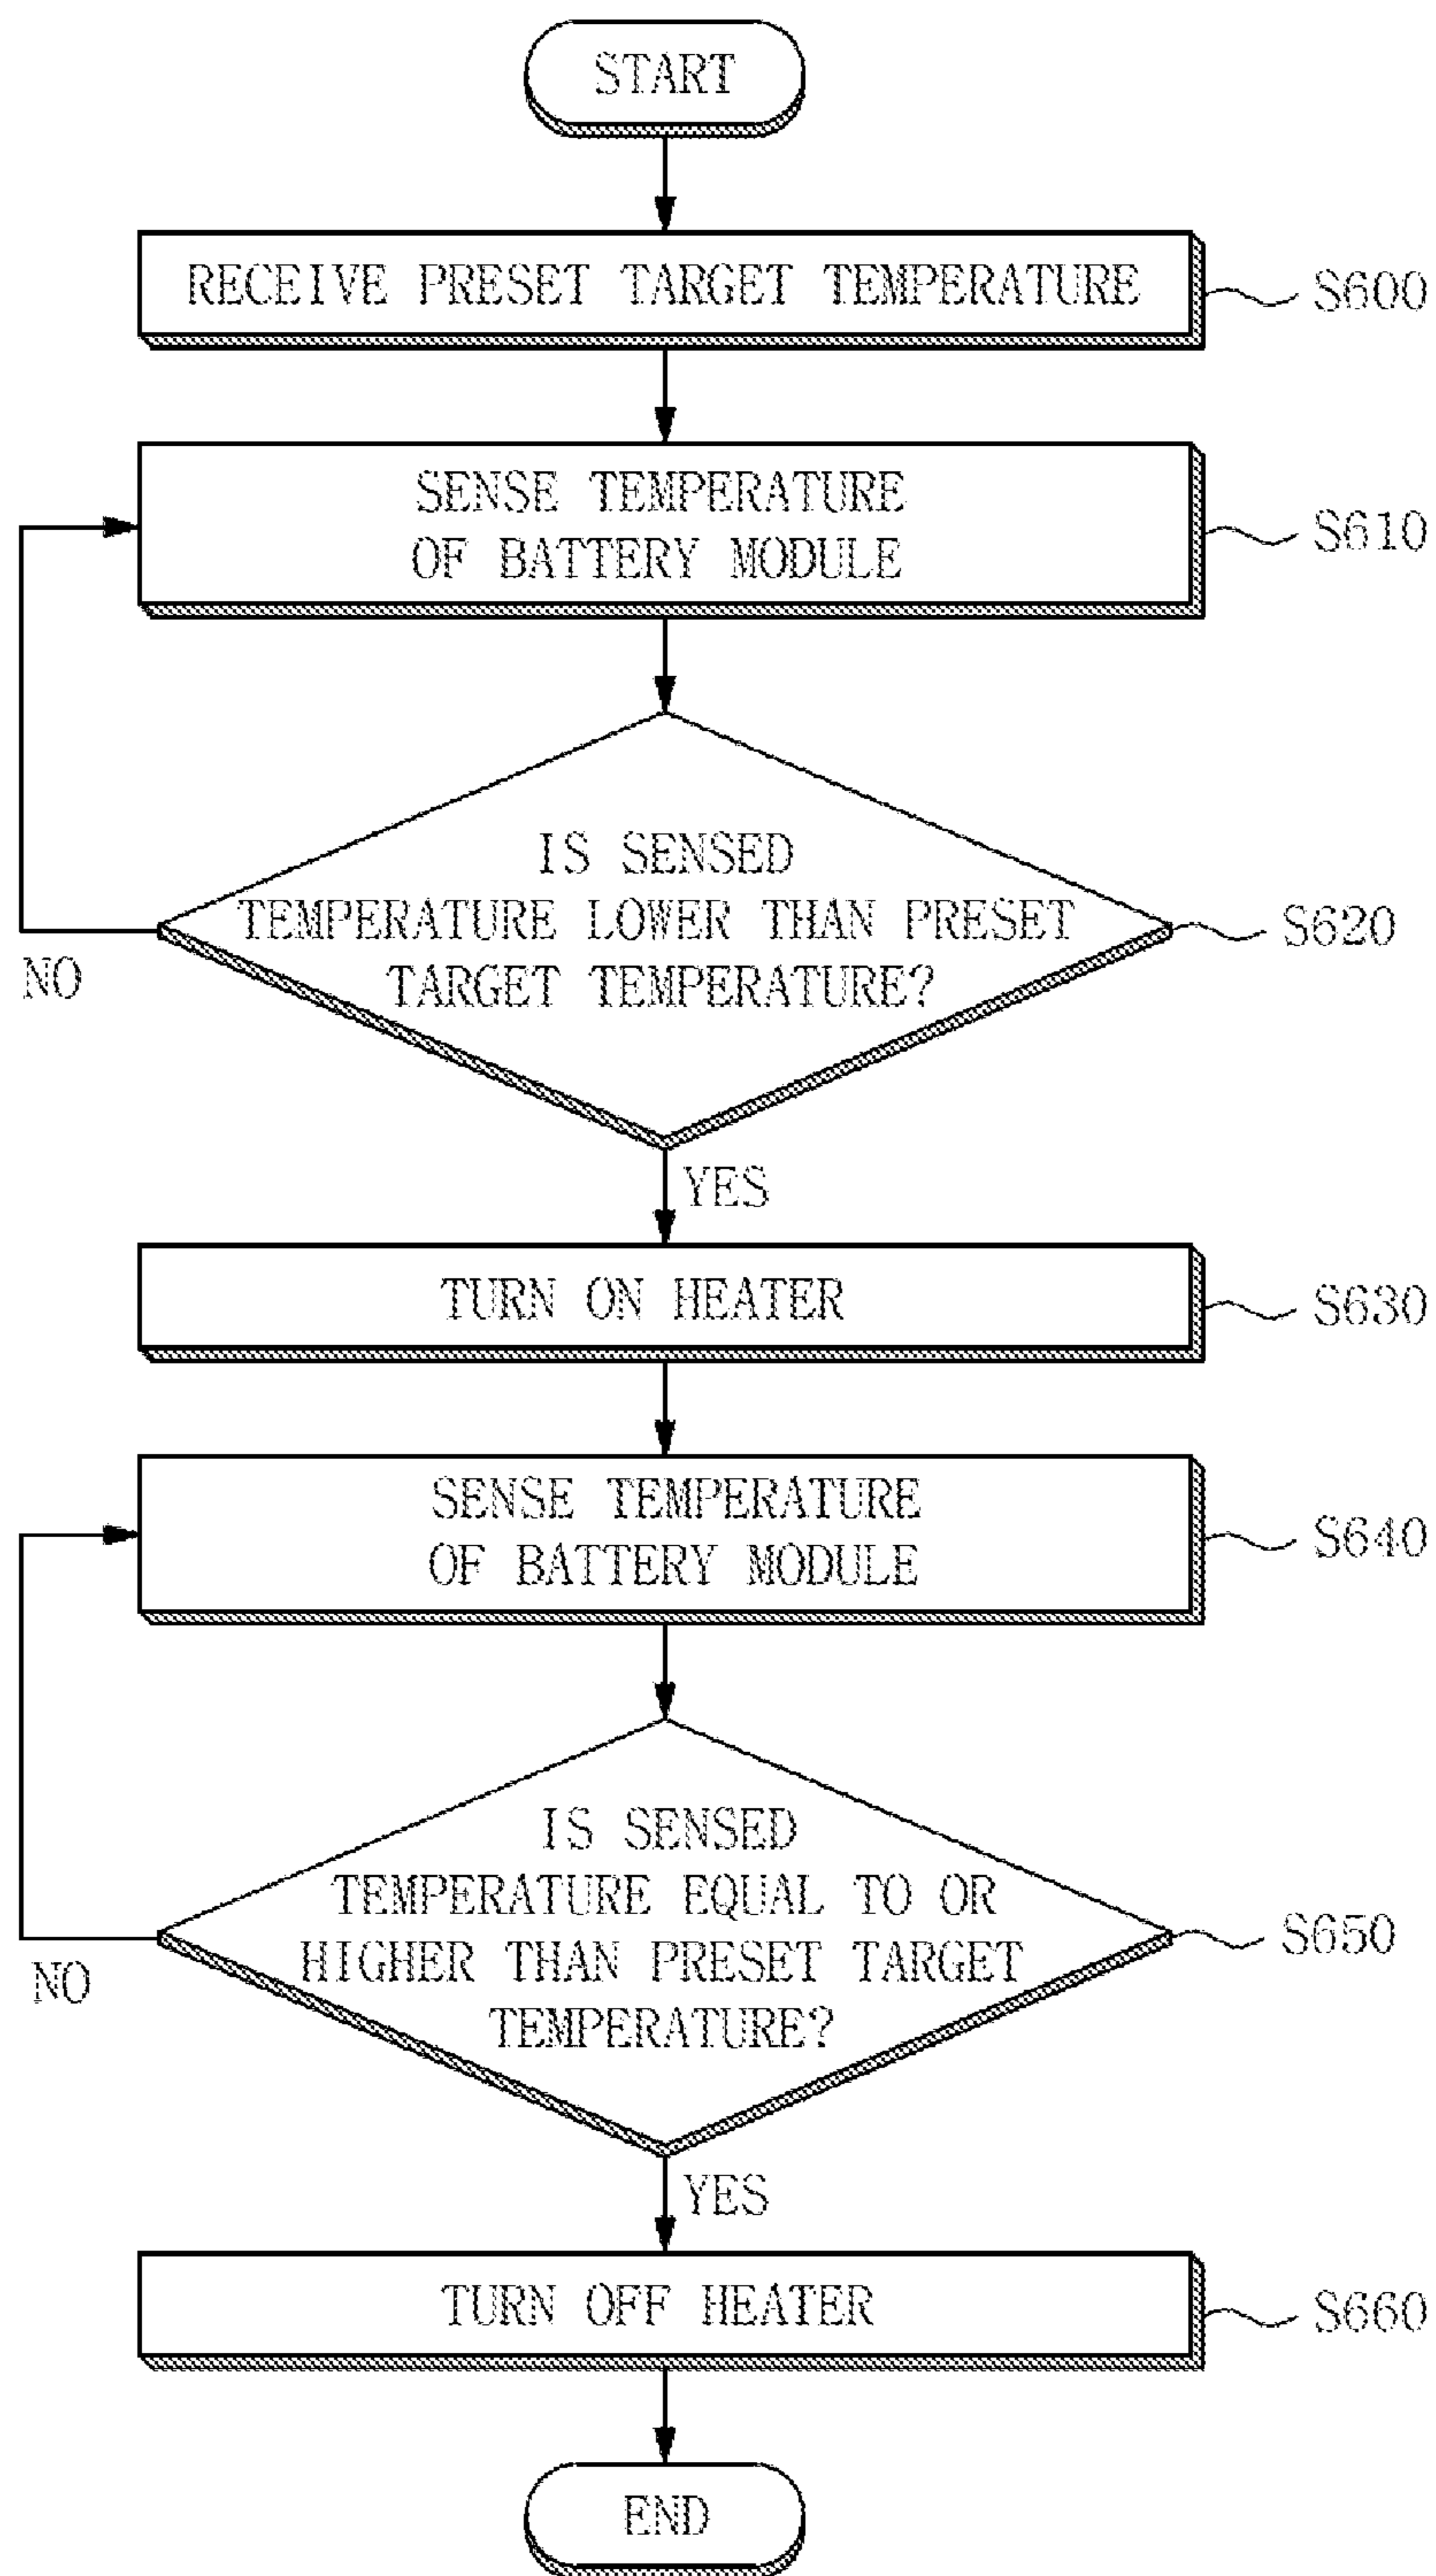 START
RECEIVE PRESET TARGET TEMPERATURE
S600
SENSE TEMPERATURE
OF BATTERY MODULE
S610
IS SENSED
TEMPERATURE LOWER THAN PRESET
TARGET TEMPERATURE?
S620
NO
YES
TURN ON HEATER
S630
SENSE TEMPERATURE
OF BATTERY MODULE
S640
IS SENSED
TEMPERATURE EQUAL TO OR
HIGHER THAN PRESET TARGET
TEMPERATURE?
S650
NO
YES
TURN OFF HEATER
S660
END